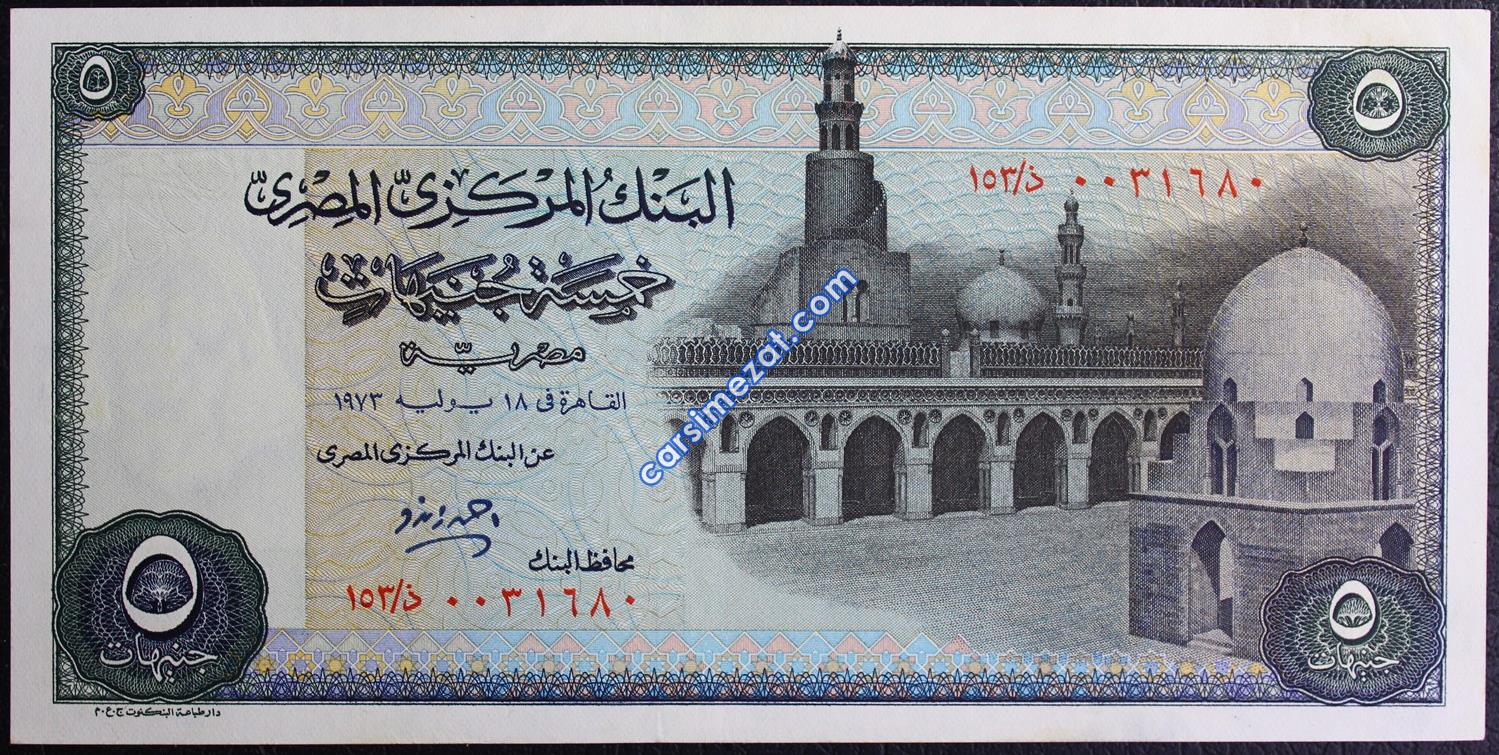 ٥
٥
ذ/١٥٣ ٠٠٣١٦٨٠
البنك المركزى المصرى
خمسة جنيهات
مصرية
القاهرة فى ١٨ يوليه ١٩٧٣
عن البنك المركزى المصرى
محافظ البنك
ذ/١٥٣ ٠٠٣١٦٨٠
٥
جنيهات
٥
جنيهات
دار طباعة البنكنوت ج.ع.م
carsimezat.com